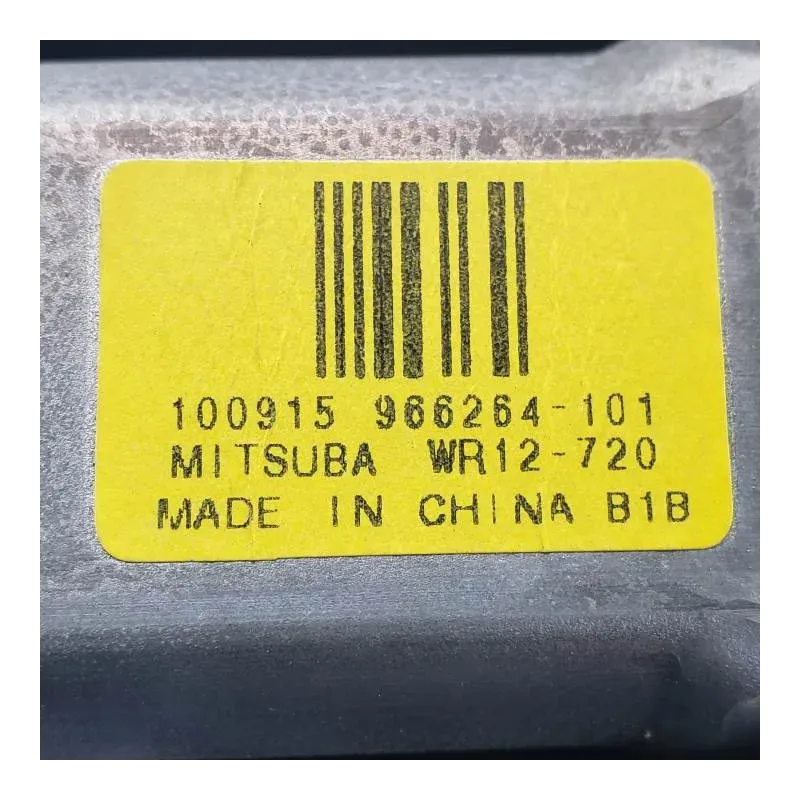 100915 966264-101
MITSUBA WR12-720
MADE IN CHINA B1B